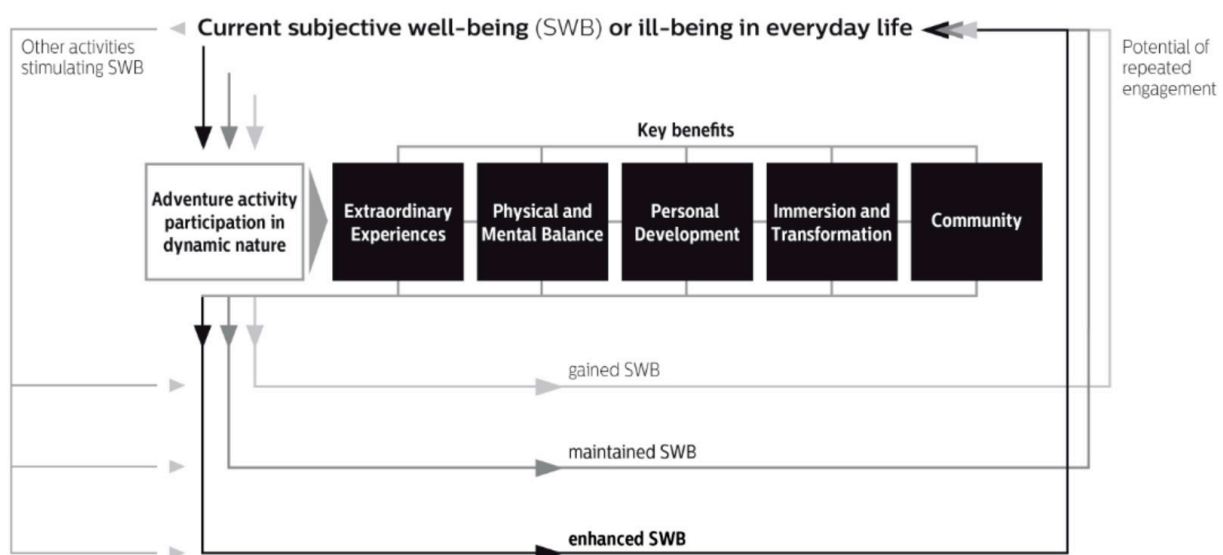 Current subjective well-being (SWB) or ill-being in everyday life
Other activities
stimulating SWB
Potential of
repeated
engagement
Key benefits
Adventure activity
participation in
dynamic nature
Extraordinary
Experiences
Physical and
Mental Balance
Personal
Development
Immersion and
Transformation
Community
gained SWB
maintained SWB
enhanced SWB